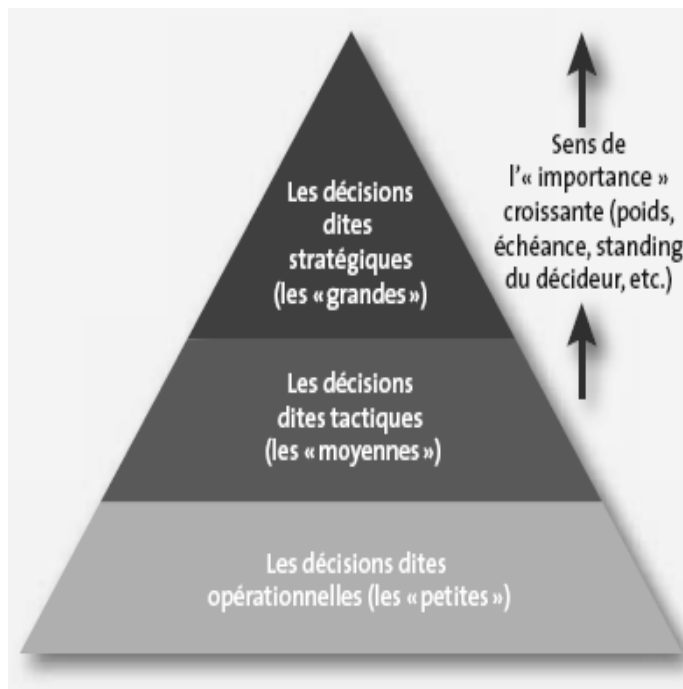 Les décisions
dites
stratégiques
(les « grandes »)
Sens de
l'« importance »
croissante (poids,
échéance, standing
du décideur, etc.)
Les décisions
dites tactiques
(les « moyennes »)
Les décisions dites
opérationnelles (les « petites »)